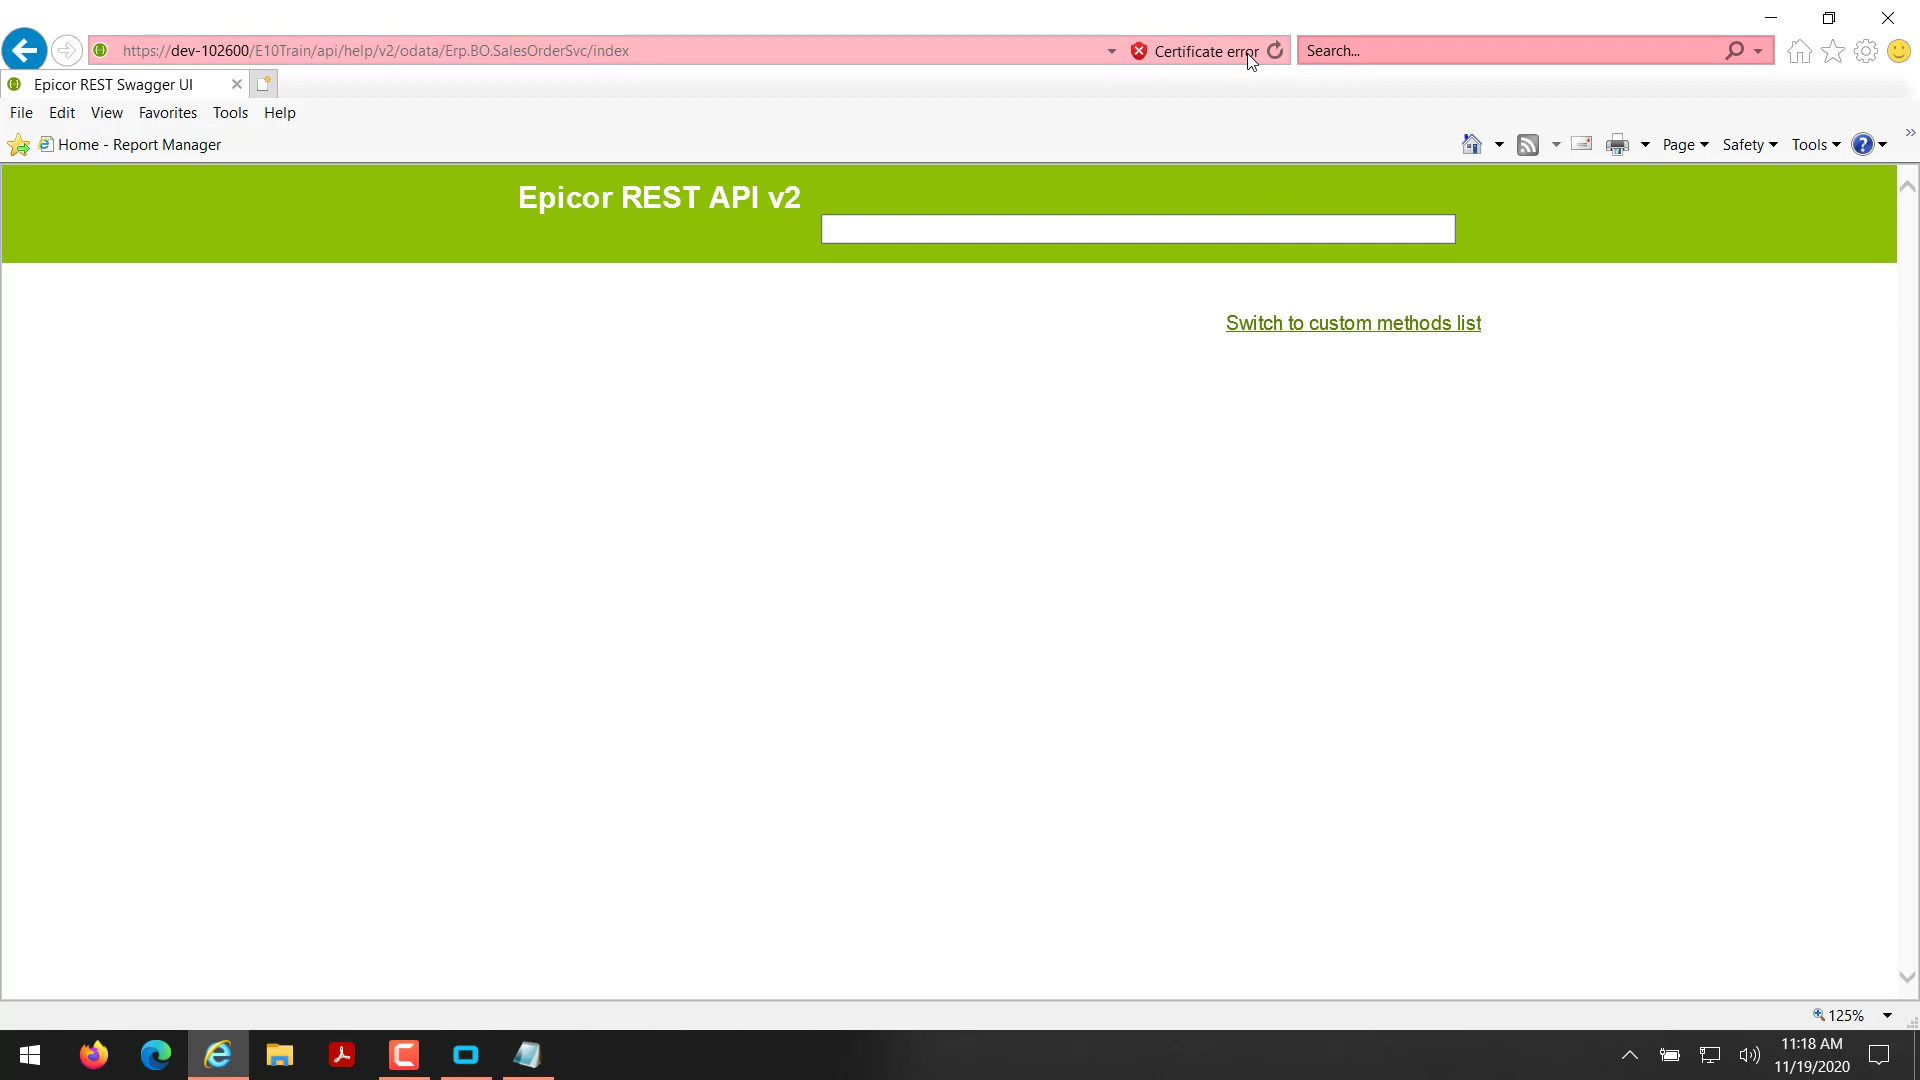 https://dev-102600/E10Train/api/help/v2/odata/Erp.BO.SalesOrderSvc/index
Certificate error
Search...
Epicor REST Swagger UI
File Edit View Favorites Tools Help
Home - Report Manager
Page Safety Tools
Epicor REST API v2
Switch to custom methods list
125%
11:18 AM
11/19/2020